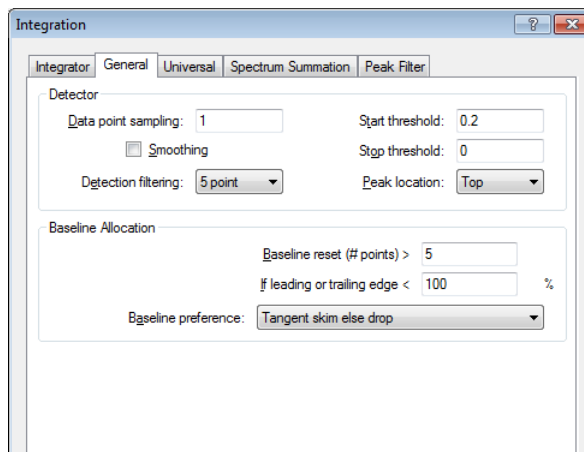 Integration
Integrator General Universal Spectrum Summation Peak Filter
Detector
Data point sampling: 1 Start threshold: 0.2
Smoothing Stop threshold: 0
Detection filtering: 5 point Peak location: Top
Baseline Allocation
Baseline reset (# points) > 5
If leading or trailing edge < 100 %
Baseline preference: Tangent skim else drop